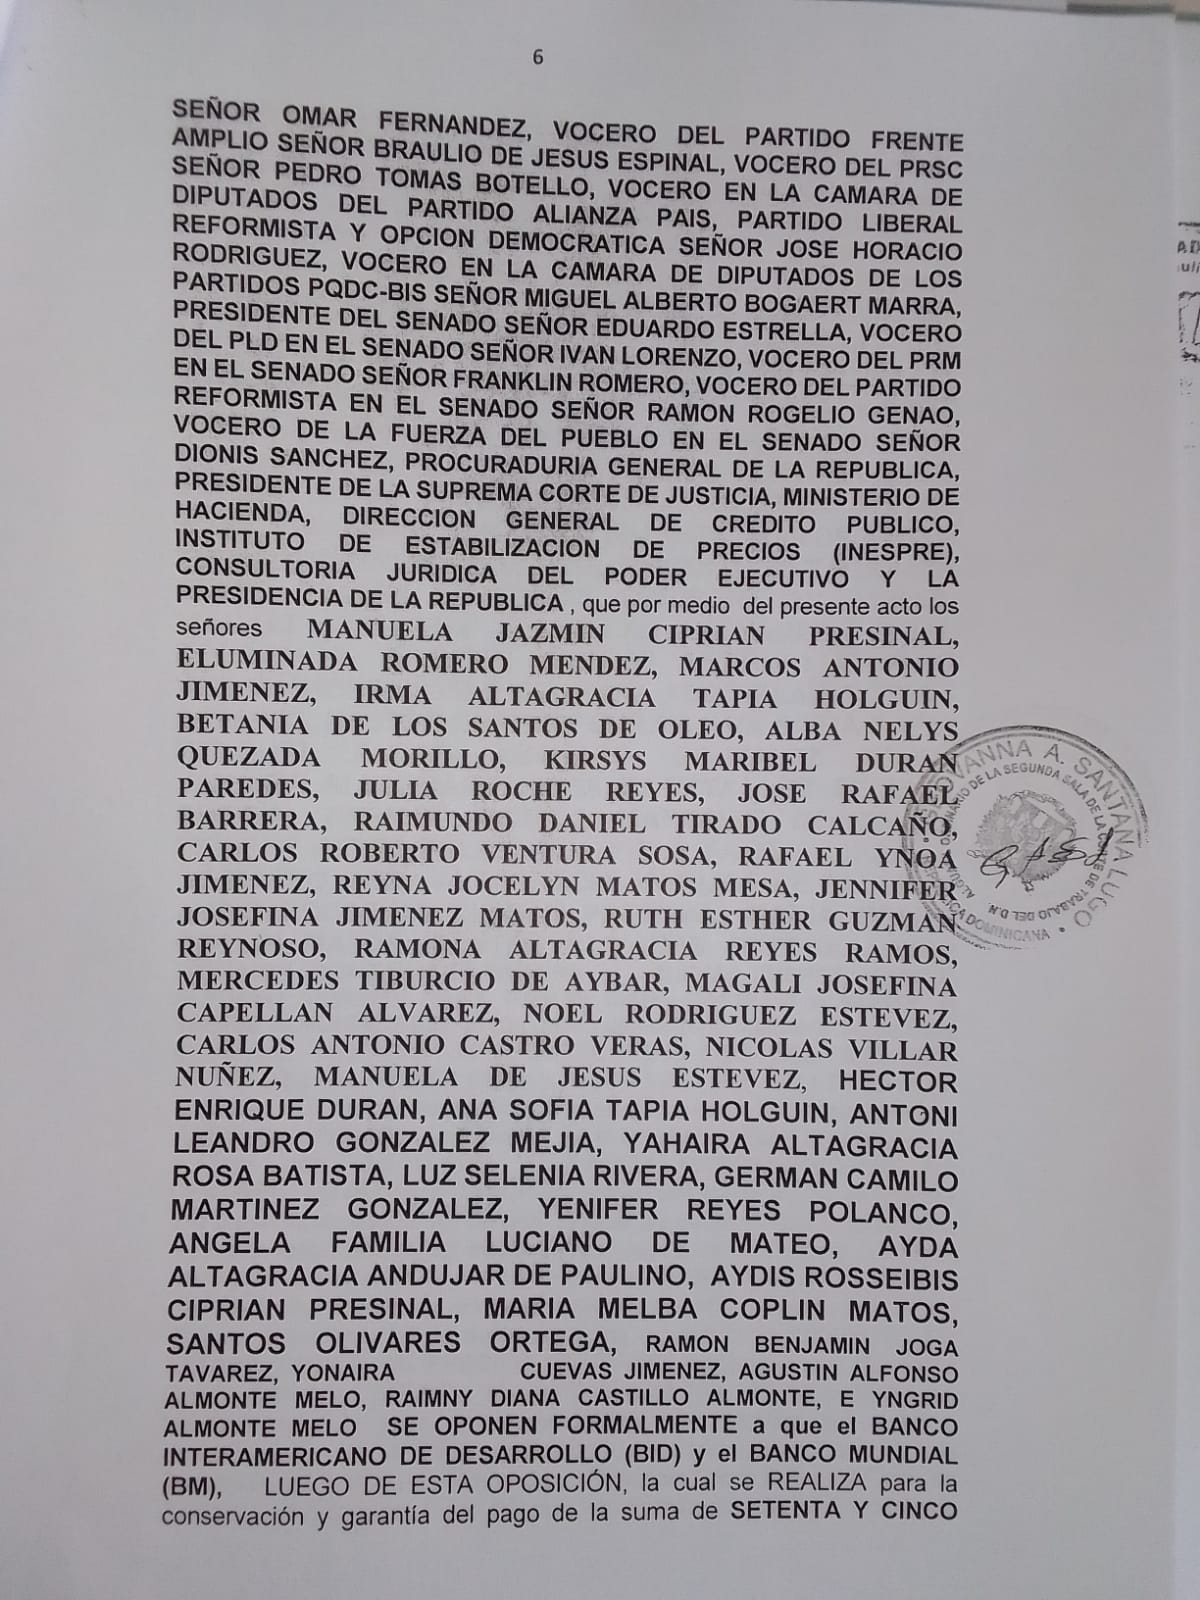 6
SEÑOR OMAR FERNANDEZ, VOCERO DEL PARTIDO FRENTE
AMPLIO SEÑOR BRAULIO DE JESUS ESPINAL, VOCERO DEL PRSC
SEÑOR PEDRO TOMAS BOTELLO, VOCERO EN LA CAMARA DE
DIPUTADOS DEL PARTIDO ALIANZA PAIS, PARTIDO LIBERAL
REFORMISTA Y OPCION DEMOCRATICA SEÑOR JOSE HORACIO
RODRIGUEZ, VOCERO EN LA CAMARA DE DIPUTADOS DE LOS
PARTIDOS PQDC-BIS SEÑOR MIGUEL ALBERTO BOGAERT MARRA,
PRESIDENTE DEL SENADO SEÑOR EDUARDO ESTRELLA, VOCERO
DEL PLD EN EL SENADO SEÑOR IVAN LORENZO, VOCERO DEL PRM
EN EL SENADO SEÑOR FRANKLIN ROMERO, VOCERO DEL PARTIDO
REFORMISTA EN EL SENADO SEÑOR RAMON ROGELIO GENAO,
VOCERO DE LA FUERZA DEL PUEBLO EN EL SENADO SEÑOR
DIONIS SANCHEZ, PROCURADURIA GENERAL DE LA REPUBLICA,
PRESIDENTE DE LA SUPREMA CORTE DE JUSTICIA, MINISTERIO DE
HACIENDA, DIRECCION GENERAL DE CREDITO PUBLICO,
INSTITUTO DE ESTABILIZACION DE PRECIOS (INESPRE),
CONSULTORIA JURIDICA DEL PODER EJECUTIVO Y LA
PRESIDENCIA DE LA REPUBLICA , que por medio del presente acto los
señores MANUELA JAZMIN CIPRIAN PRESINAL,
ELUMINADA ROMERO MENDEZ, MARCOS ANTONIO
JIMENEZ, IRMA ALTAGRACIA TAPIA HOLGUIN,
BETANIA DE LOS SANTOS DE OLEO, ALBA NELYS
QUEZADA MORILLO, KIRSYS MARIBEL DURAN
PAREDES, JULIA ROCHE REYES, JOSE RAFAEL
BARRERA, RAIMUNDO DANIEL TIRADO CALCAÑO,
CARLOS ROBERTO VENTURA SOSA, RAFAEL YNOA
JIMENEZ, REYNA JOCELYN MATOS MESA, JENNIFER
JOSEFINA JIMENEZ MATOS, RUTH ESTHER GUZMAN
REYNOSO, RAMONA ALTAGRACIA REYES RAMOS,
MERCEDES TIBURCIO DE AYBAR, MAGALI JOSEFINA
CAPELLAN ALVAREZ, NOEL RODRIGUEZ ESTEVEZ,
CARLOS ANTONIO CASTRO VERAS, NICOLAS VILLAR
NUÑEZ, MANUELA DE JESUS ESTEVEZ, HECTOR
ENRIQUE DURAN, ANA SOFIA TAPIA HOLGUIN, ANTONI
LEANDRO GONZALEZ MEJIA, YAHAIRA ALTAGRACIA
ROSA BATISTA, LUZ SELENIA RIVERA, GERMAN CAMILO
MARTINEZ GONZALEZ, YENIFER REYES POLANCO,
ANGELA FAMILIA LUCIANO DE MATEO, AYDA
ALTAGRACIA ANDUJAR DE PAULINO, AYDIS ROSSEIBIS
CIPRIAN PRESINAL, MARIA MELBA COPLIN MATOS,
SANTOS OLIVARES ORTEGA, RAMON BENJAMIN JOGA
TAVAREZ, YONAIRA CUEVAS JIMENEZ, AGUSTIN ALFONSO
ALMONTE MELO, RAIMNY DIANA CASTILLO ALMONTE, E YNGRID
ALMONTE MELO SE OPONEN FORMALMENTE a que el BANCO
INTERAMERICANO DE DESARROLLO (BID) y el BANCO MUNDIAL
(BM), LUEGO DE ESTA OPOSICIÓN, la cual se REALIZA para la
conservación y garantía del pago de la suma de SETENTA Y CINCO
A. SANTANA LUGO
DE LA SEGUNDA SALA DE LA CORTE DE TRABAJO DEL D.N.
DOMINICANA